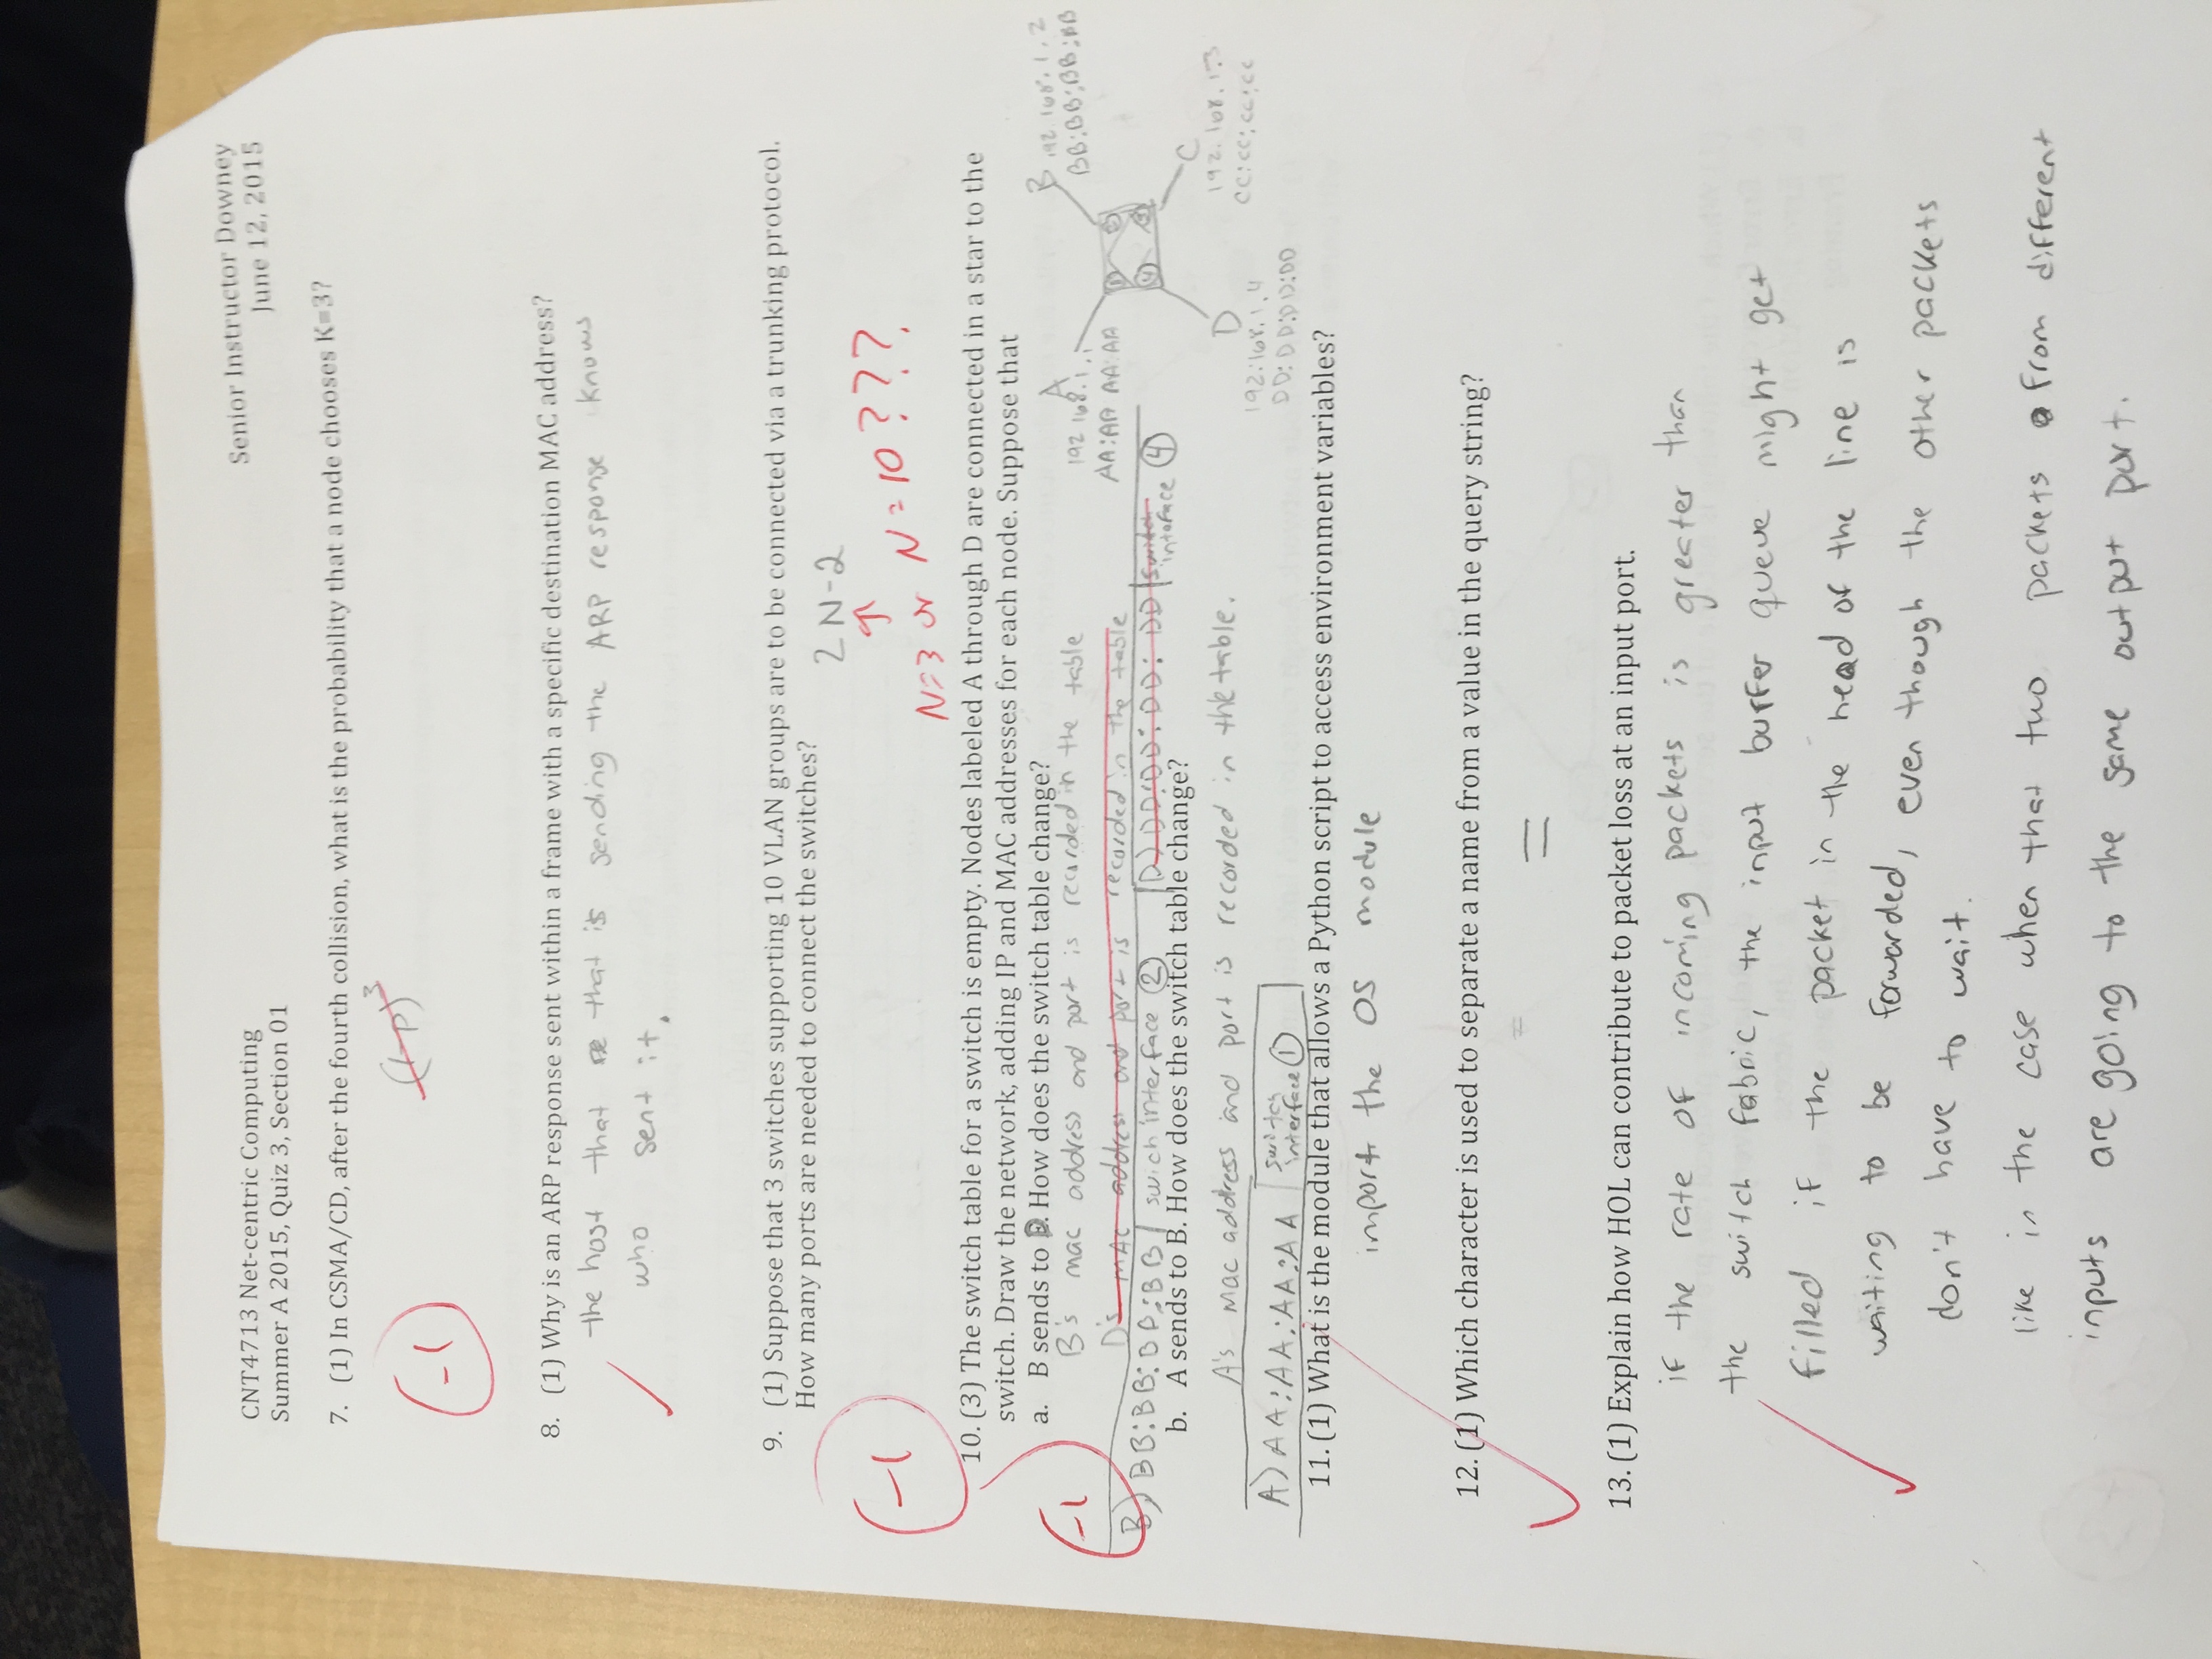 CNT4713 Net-centric Computing Senior Instructor Downey
Summer A 2015, Quiz 3, Section 01 June 12, 2015
7. (1) In CSMA/CD, after the fourth collision, what is the probability that a node chooses K=3?
(1-p)³
-1
8. (1) Why is an ARP response sent within a frame with a specific destination MAC address?
the host that is that is sending the ARP response knows
who sent it.
9. (1) Suppose that 3 switches supporting 10 VLAN groups are to be connected via a trunking protocol.
How many ports are needed to connect the switches?
2N-2
N=3 or N=10???.
-1
10. (3) The switch table for a switch is empty. Nodes labeled A through D are connected in a star to the
switch. Draw the network, adding IP and MAC addresses for each node. Suppose that
a. B sends to D. How does the switch table change?
B's mac address and port is recorded in the table
D's mac address and port is recorded in the table
B) BB:BB:BB:BB | swich interface 2 | D) DD:DD:DD:DD | switch interface 4
-1
b. A sends to B. How does the switch table change?
A's mac address and port is recorded in the table.
A) AA:AA:AA:AA | switch interface 1
A
192.168.1.1
AA:AA AA:AA
B 192.168.1.2
BB:BB:BB:BB
C
192.168.1.3
CC:CC:CC:CC
D
192.168.1.4
DD:DD:DD:DD
1 2
4 3
11. (1) What is the module that allows a Python script to access environment variables?
import the OS module
12. (1) Which character is used to separate a name from a value in the query string?
=
13. (1) Explain how HOL can contribute to packet loss at an input port.
if the rate of incoming packets is greater than
the switch fabric, the input buffer queue might get
filled if the packet in the head of the line is
waiting to be forwarded, even though the other packets
don't have to wait.
like in the case when that two packets from different
inputs are going to the same output port.